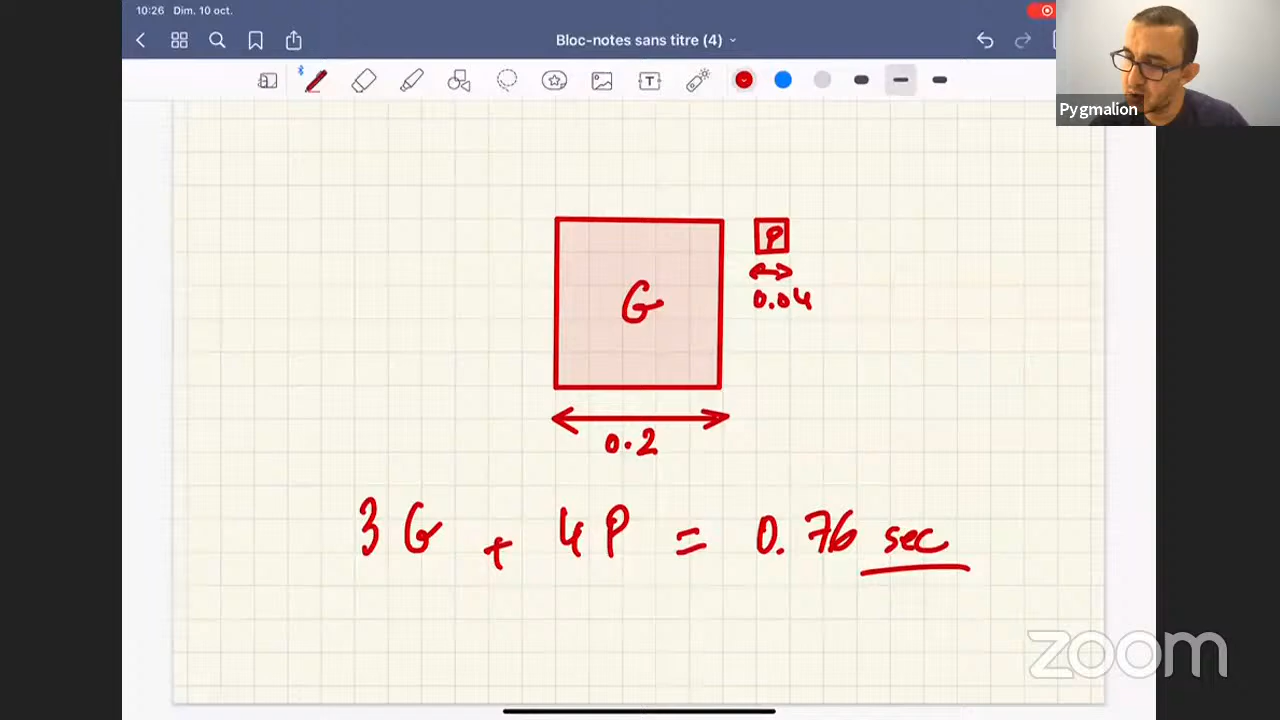 10:26 Dim. 10 oct.
Bloc-notes sans titre (4)
T
Pygmalion
G
P
0.04
0.2
3 G + 4 P = 0.76 sec
zoom